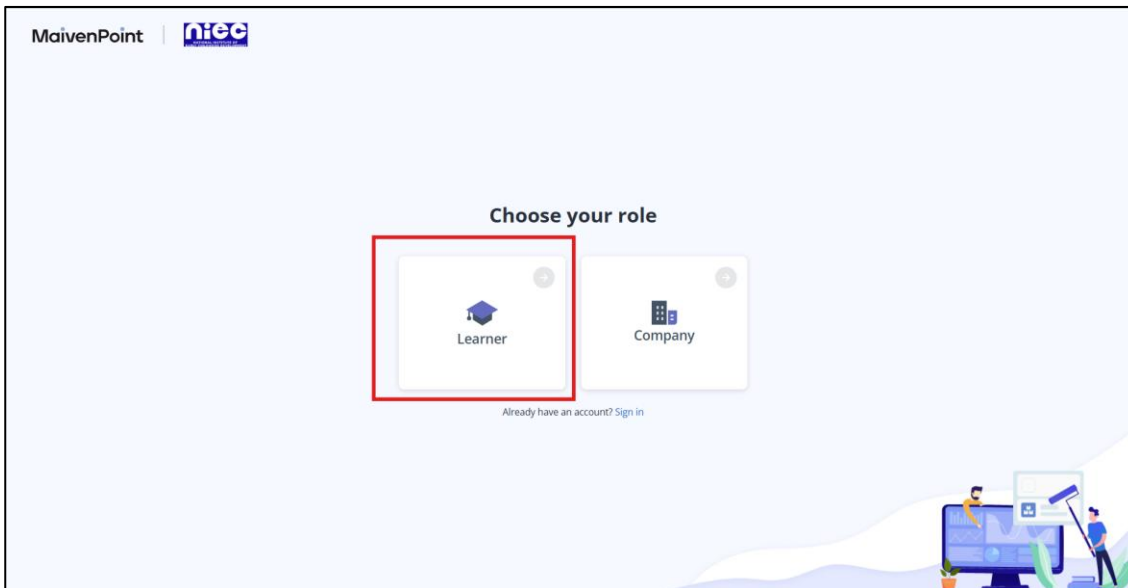 MaivenPoint
niec
Choose your role
Learner
Company
Already have an account? Sign in